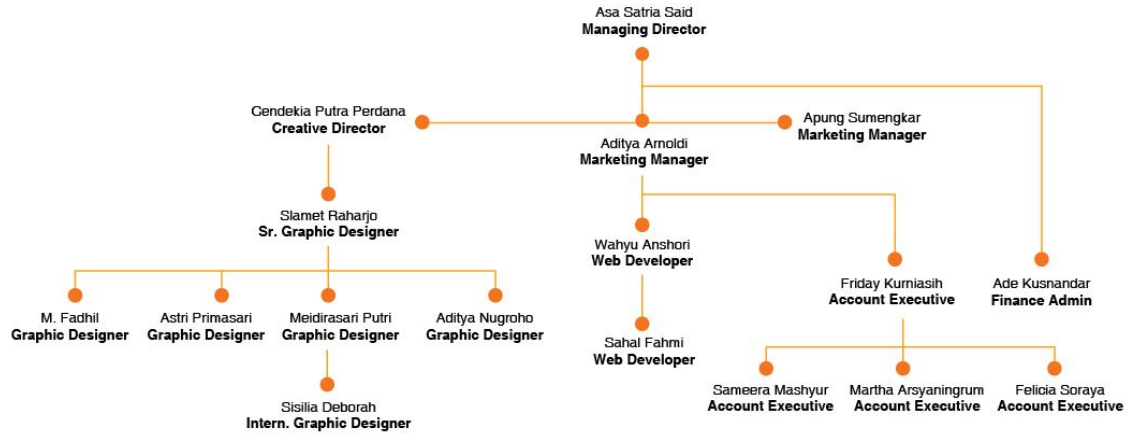 Asa Satria Said
Managing Director
Cendekia Putra Perdana
Creative Director
Apung Sumengkar
Marketing Manager
Aditya Arnoldi
Marketing Manager
Slamet Raharjo
Sr. Graphic Designer
Wahyu Anshori
Web Developer
Friday Kurniasih
Account Executive
Ade Kusnandar
Finance Admin
M. Fadhil
Graphic Designer
Astri Primasari
Graphic Designer
Meidirasari Putri
Graphic Designer
Aditya Nugroho
Graphic Designer
Sahal Fahmi
Web Developer
Sameera Mashyur
Account Executive
Martha Arsyaningrum
Account Executive
Felicia Soraya
Account Executive
Sisilia Deborah
Intern. Graphic Designer